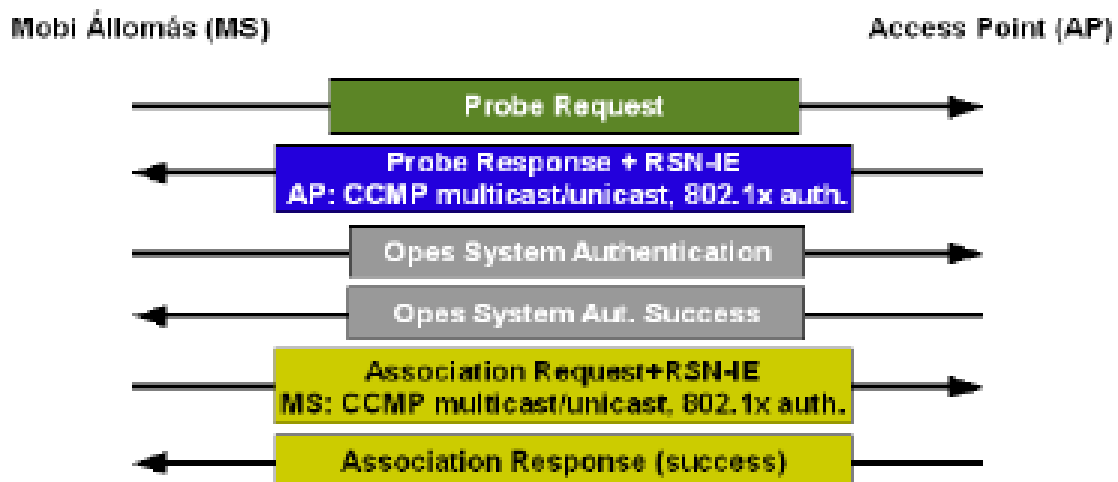 Mobi Állomás (MS)
Access Point (AP)
Probe Request
Probe Response + RSN-IE
AP: CCMP multicast/unicast, 802.1x auth.
Opes System Authentication
Opes System Aut. Success
Association Request+RSN-IE
MS: CCMP multicast/unicast, 802.1x auth.
Association Response (success)